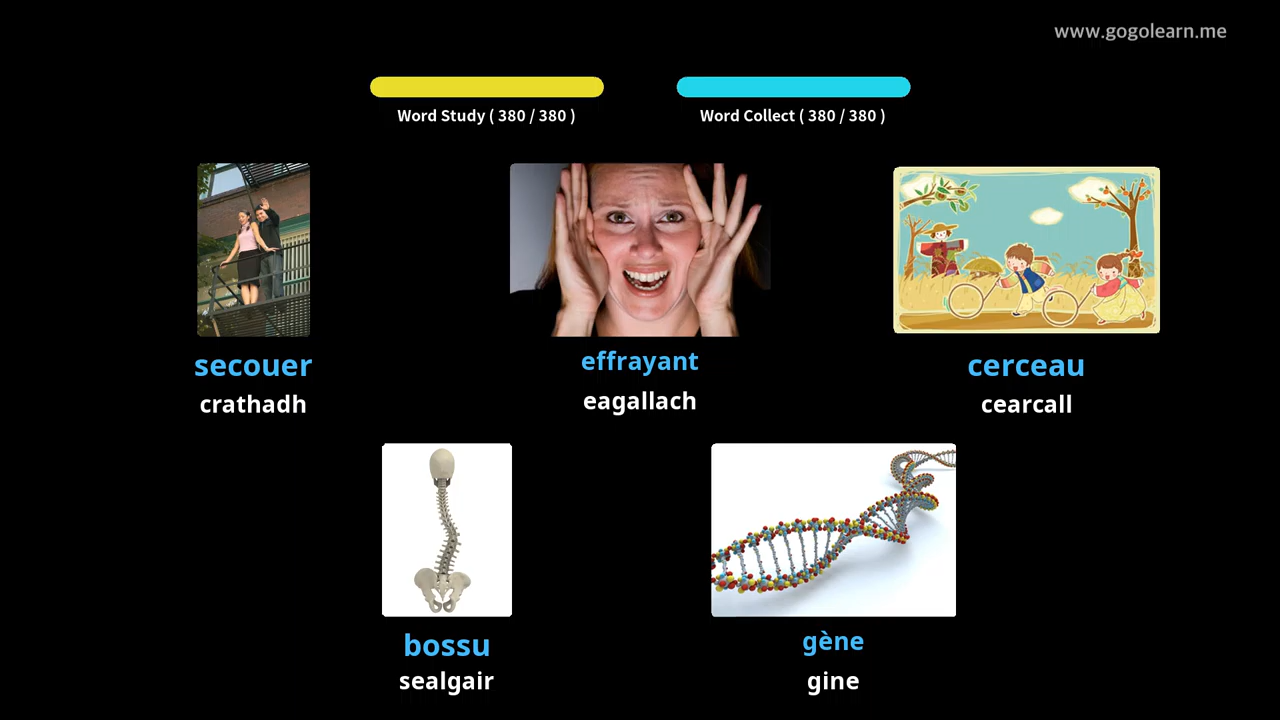 www.gogolearn.me
Word Study ( 380 / 380 )
Word Collect ( 380 / 380 )
secouer
crathadh
effrayant
eagallach
cerceau
cearcall
bossu
sealgair
gène
gine